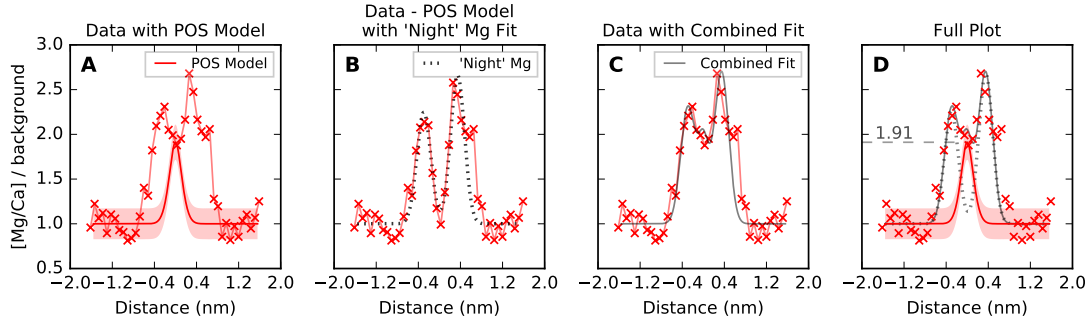 Data with POS Model
Data - POS Model
with 'Night' Mg Fit
Data with Combined Fit
Full Plot
[Mg/Ca] / background
3.0
2.5
2.0
1.5
1.0
0.5
A
POS Model
B
'Night' Mg
C
Combined Fit
D
1.91
−2.0 −1.2 −0.4 0.4 1.2 2.0
−2.0 −1.2 −0.4 0.4 1.2 2.0
−2.0 −1.2 −0.4 0.4 1.2 2.0
−2.0 −1.2 −0.4 0.4 1.2 2.0
Distance (nm)
Distance (nm)
Distance (nm)
Distance (nm)